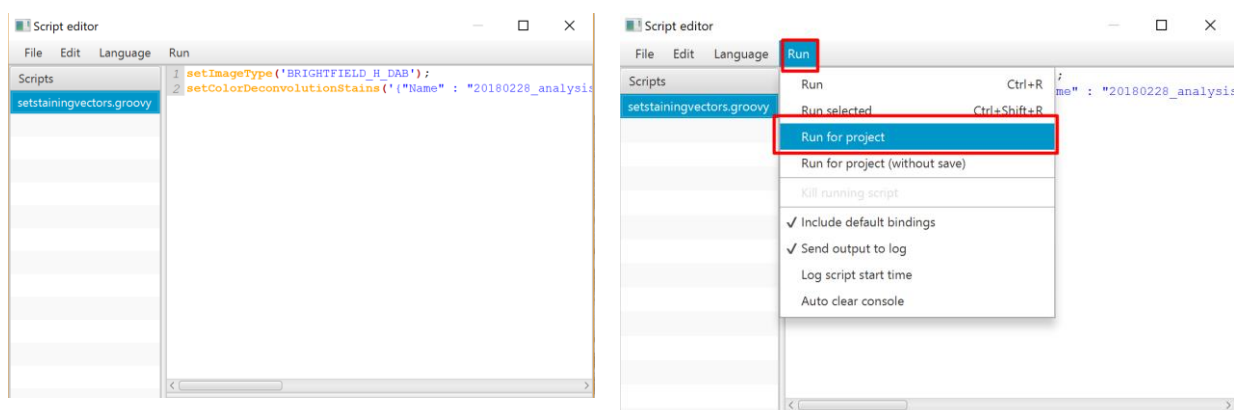 Script editor
File Edit Language Run
Scripts
setstainingvectors.groovy
1 setImageType('BRIGHTFIELD_H_DAB');
2 setColorDeconvolutionStains('{"Name" : "20180228_analysis
Script editor
File Edit Language Run
Scripts
setstainingvectors.groovy
;
me" : "20180228_analysis
Run Ctrl+R
Run selected Ctrl+Shift+R
Run for project
Run for project (without save)
Kill running script
✓ Include default bindings
✓ Send output to log
Log script start time
Auto clear console